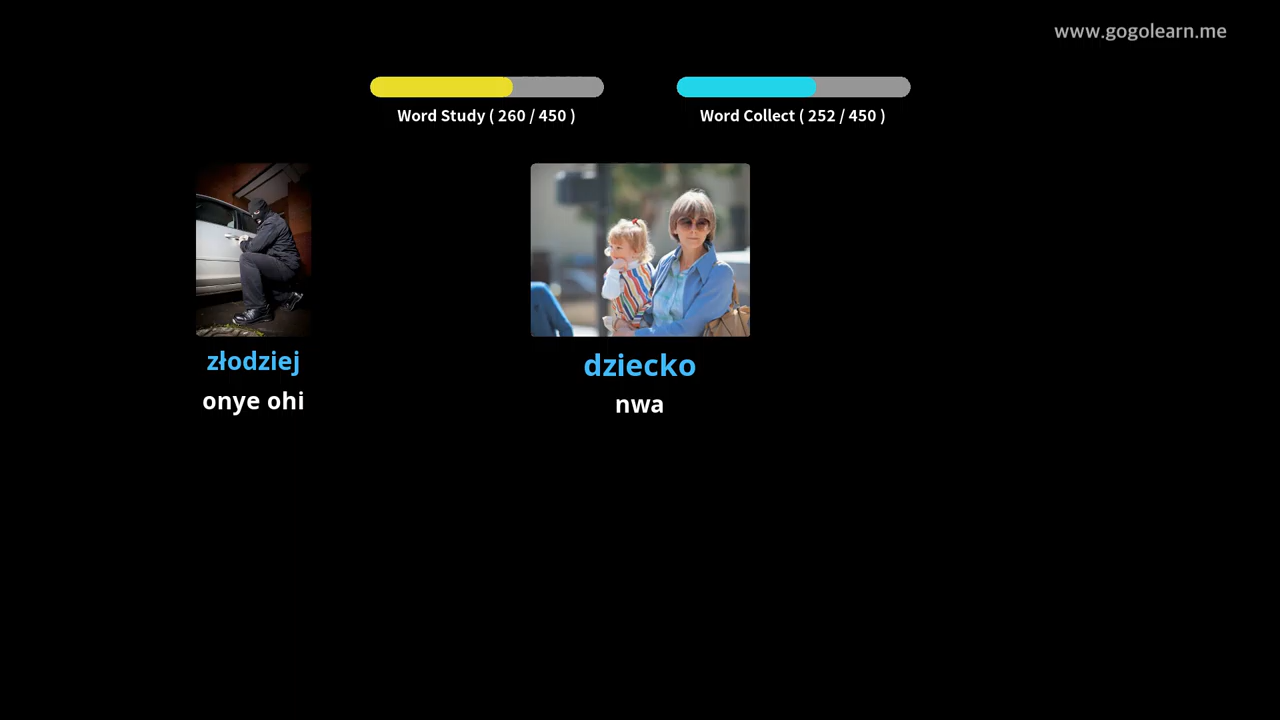 www.gogolearn.me
Word Study ( 260 / 450 )
Word Collect ( 252 / 450 )
złodziej
onye ohi
dziecko
nwa